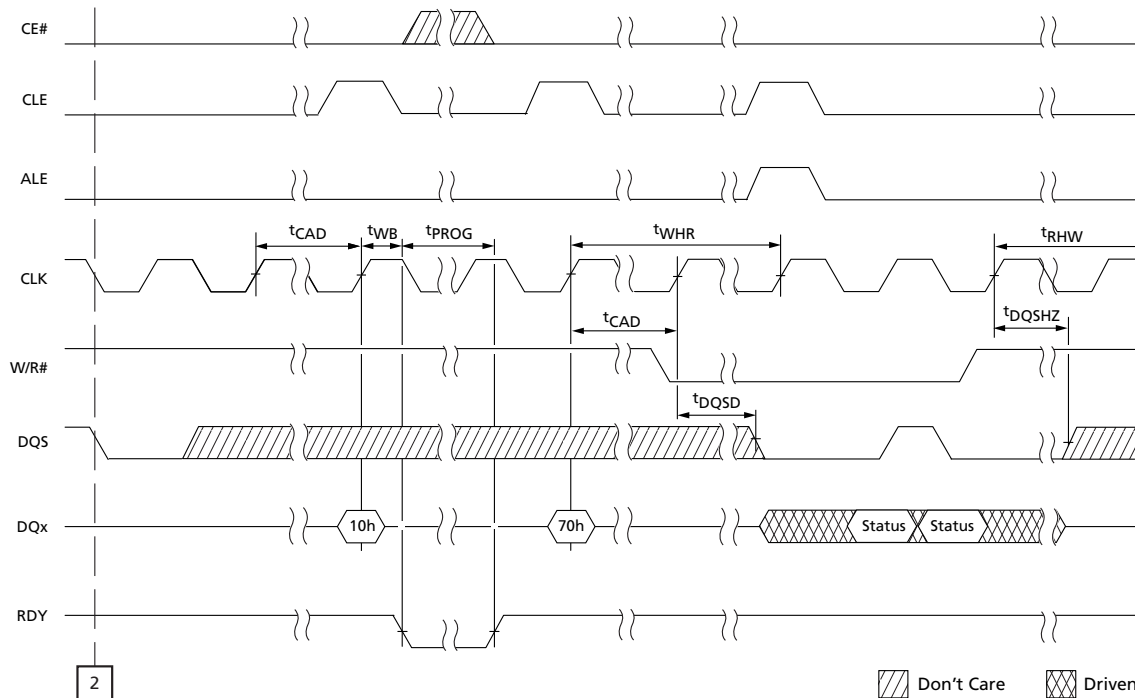 CE#
CLE
ALE
tCAD
tWB
tPROG
tWHR
tRHW
CLK
tCAD
tDQSHZ
W/R#
tDQSD
DQS
DQx
10h
70h
Status
Status
RDY
2
Don't Care
Driven